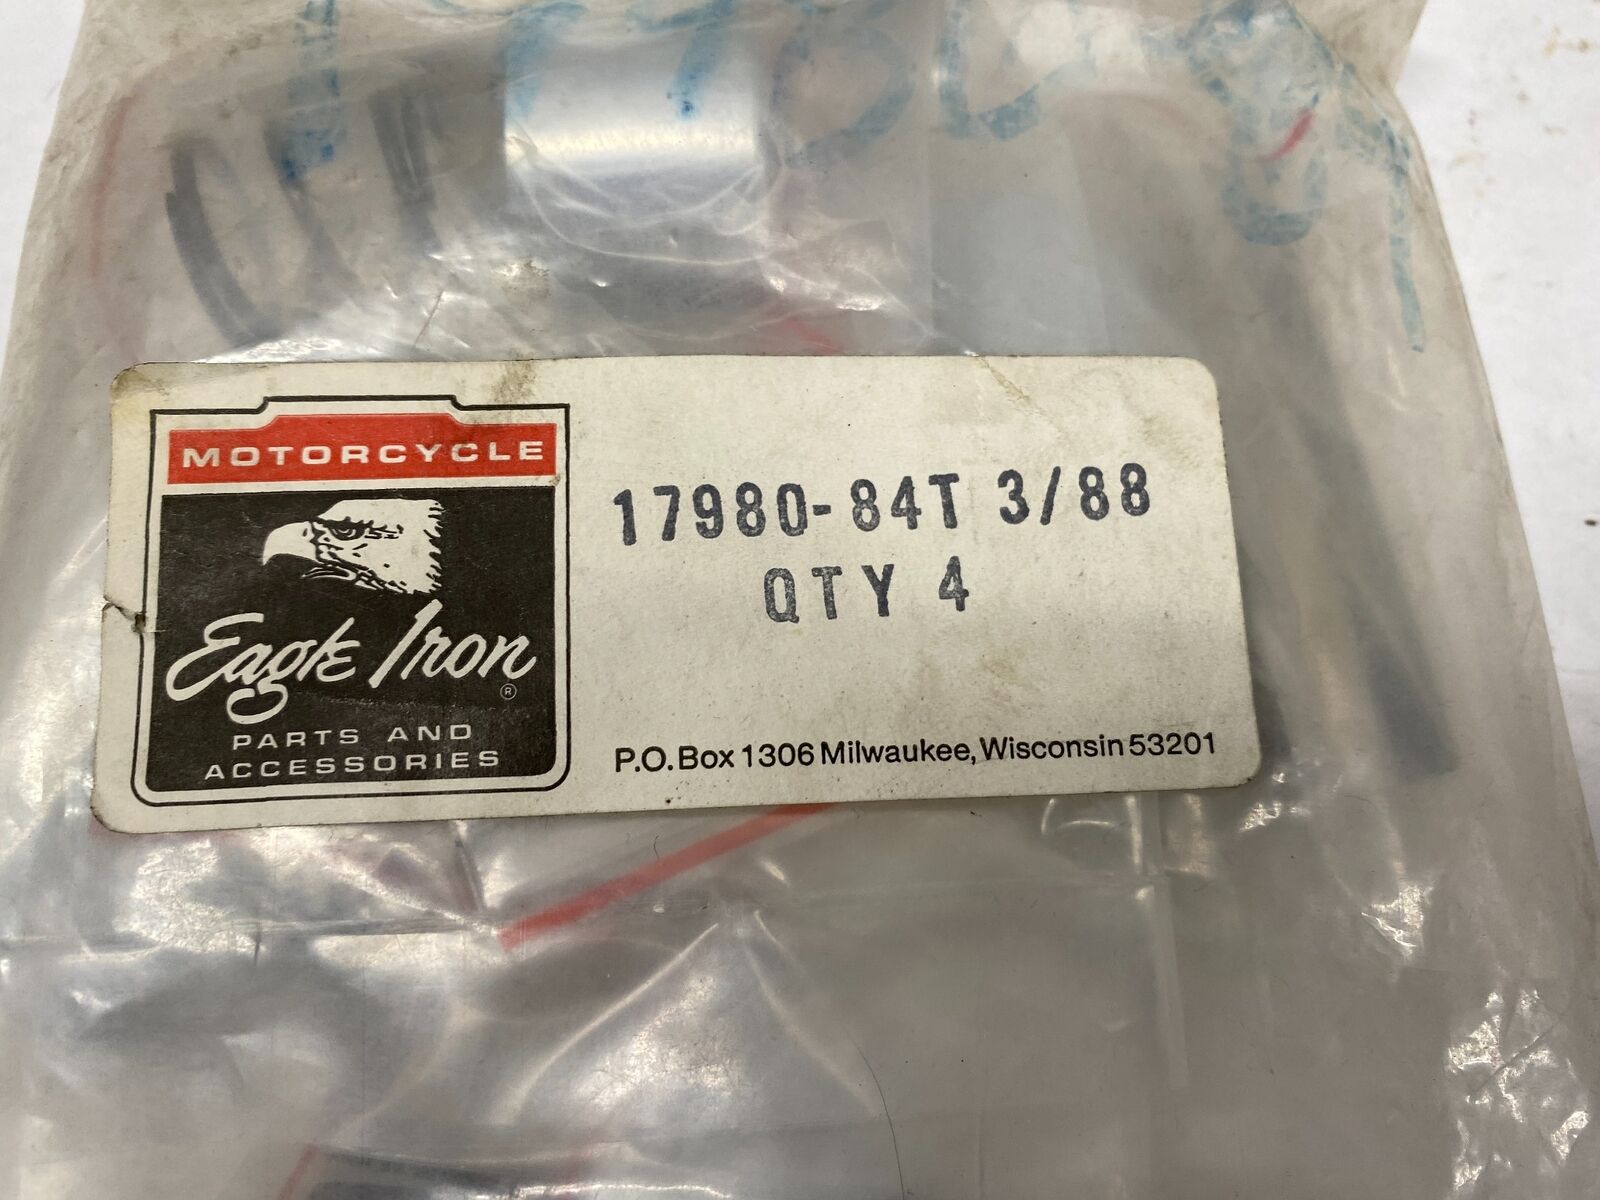 MOTORCYCLE
Eagle Iron ®
PARTS AND
ACCESSORIES
17980-84T 3/88
QTY 4
P.O. Box 1306 Milwaukee, Wisconsin 53201